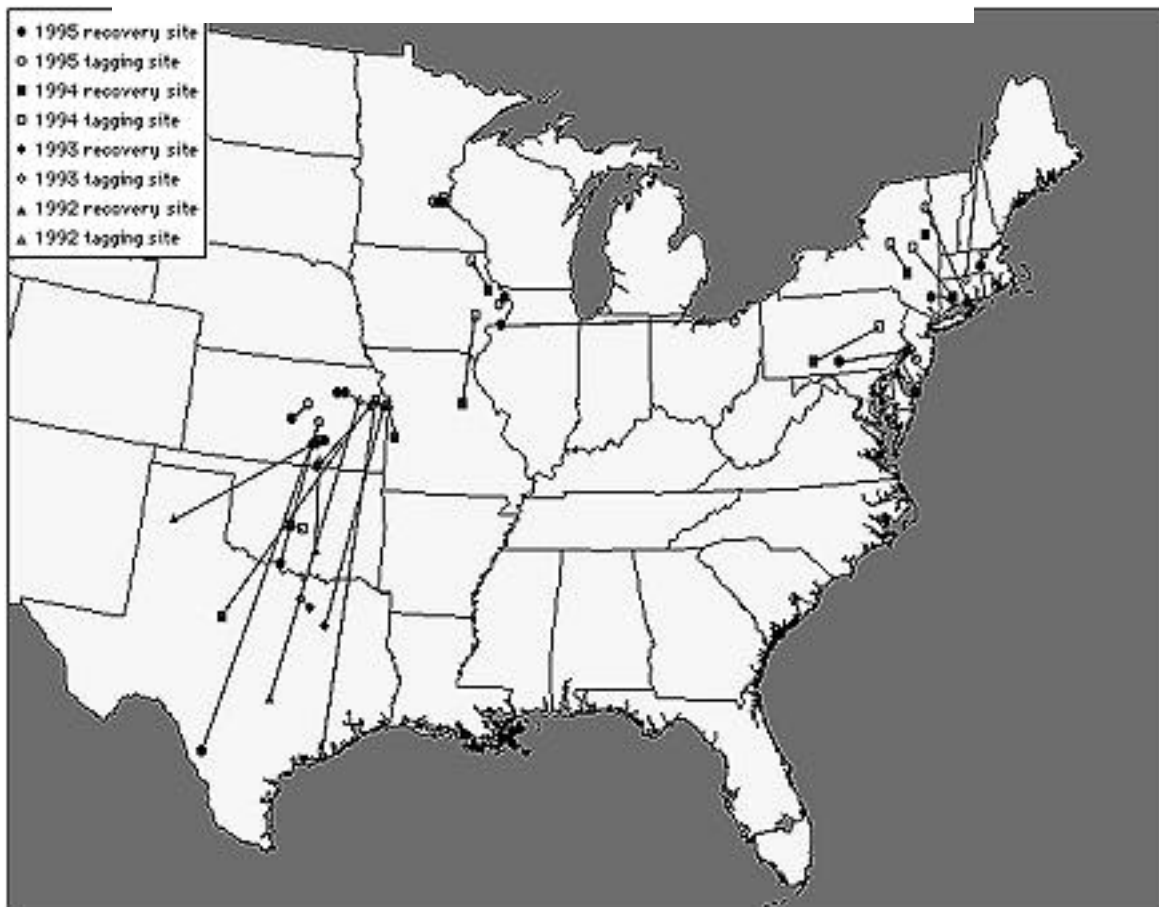 1995 recovery site
1995 tagging site
1994 recovery site
1994 tagging site
1993 recovery site
1993 tagging site
1992 recovery site
1992 tagging site